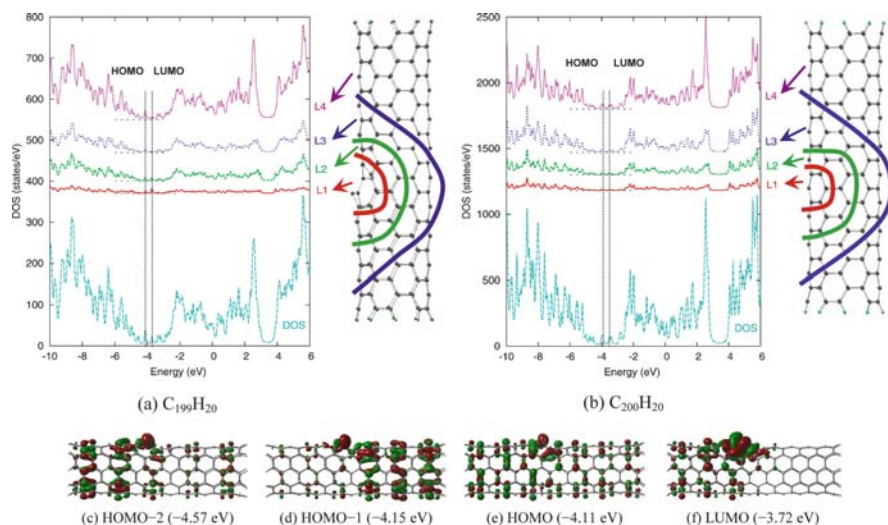 800
700
600
500
400
300
200
100
0
DOS (states/eV)
HOMO LUMO
L4
L3
L2
L1
DOS
-10 -8 -6 -4 -2 0 2 4 6
Energy (eV)
(a) C₁₉₉H₂₀
2500
2000
1500
1000
500
0
DOS (states/eV)
HOMO LUMO
L4
L3
L2
L1
DOS
-10 -8 -6 -4 -2 0 2 4 6
Energy (eV)
(b) C₂₀₀H₂₀
(c) HOMO−2 (−4.57 eV) (d) HOMO−1 (−4.15 eV) (e) HOMO (−4.11 eV) (f) LUMO (−3.72 eV)